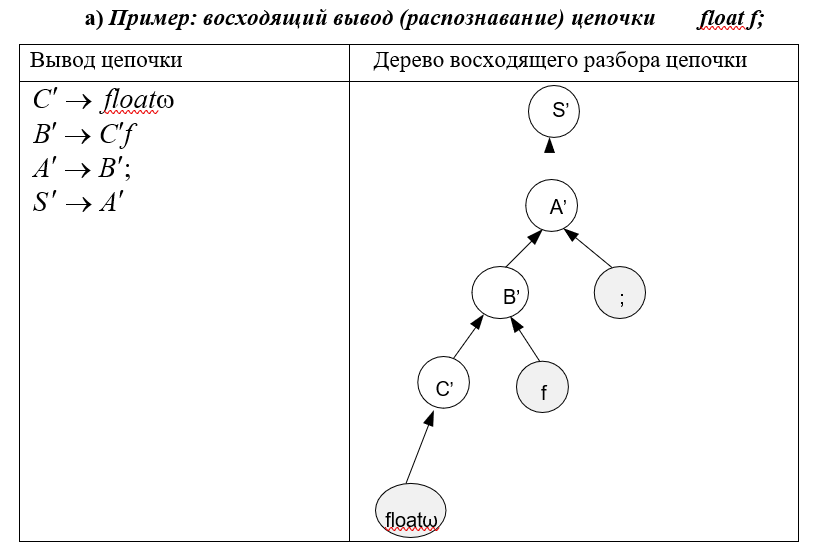 а) Пример: восходящий вывод (распознавание) цепочки float f;
Вывод цепочки
Дерево восходящего разбора цепочки
C′ → floatω
B′ → C′f
A′ → B′;
S′ → A′
S’
A’
B’
;
C’
f
floatω